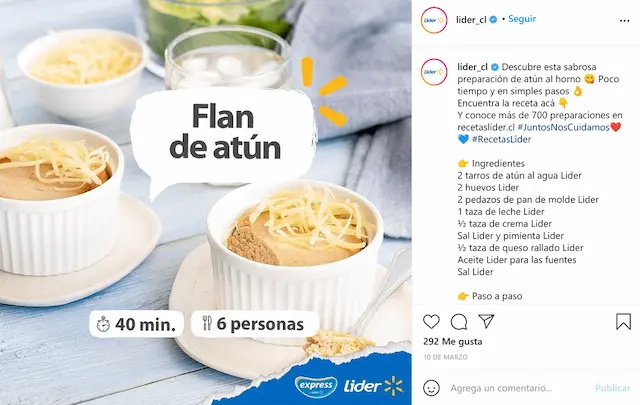 Flan
de atún
40 min.
6 personas
express
lider
lider_cl • Seguir
lider_cl Descubre esta sabrosa
preparación de atún al horno 😋 Poco
tiempo y en simples pasos 👌
Encuentra la receta acá 👇
Y conoce más de 700 preparaciones en
recetaslider.cl #JuntosNosCuidamos❤️
💙 #RecetasLider
👉 Ingredientes
2 tarros de atún al agua Lider
2 huevos Lider
2 pedazos de pan de molde Lider
1 taza de leche Lider
½ taza de crema Lider
Sal Lider y pimienta Lider
½ taza de queso rallado Lider
Aceite Lider para las fuentes
Sal Lider
👉 Paso a paso
292 Me gusta
10 DE MARZO
Agrega un comentario...
Publicar